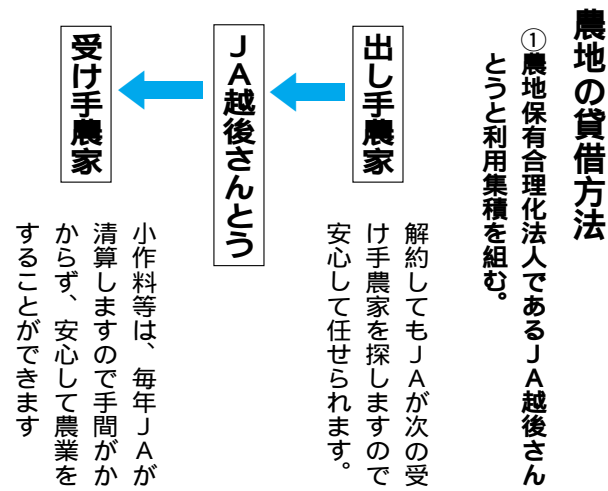 農地の貸借方法
①農地保有合理化法人であるＪＡ越後さん
とうと利用集積を組む。
出し手農家
解約してもＪＡが次の受
け手農家を探しますので
安心して任せられます。
ＪＡ越後さんとう
受け手農家
小作料等は、毎年ＪＡが
清算しますので手間がか
からず、安心して農業を
することができます